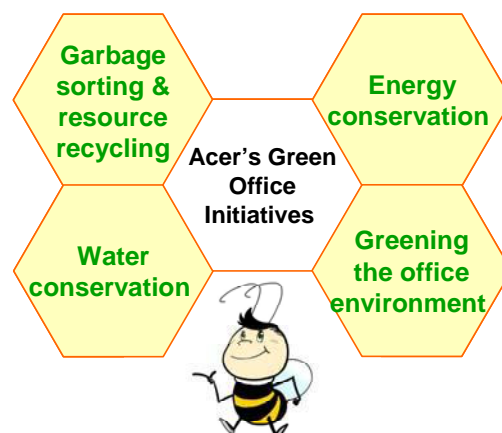 Garbage
sorting &
resource
recycling
Energy
conservation
Acer's Green
Office
Initiatives
Water
conservation
Greening
the office
environment